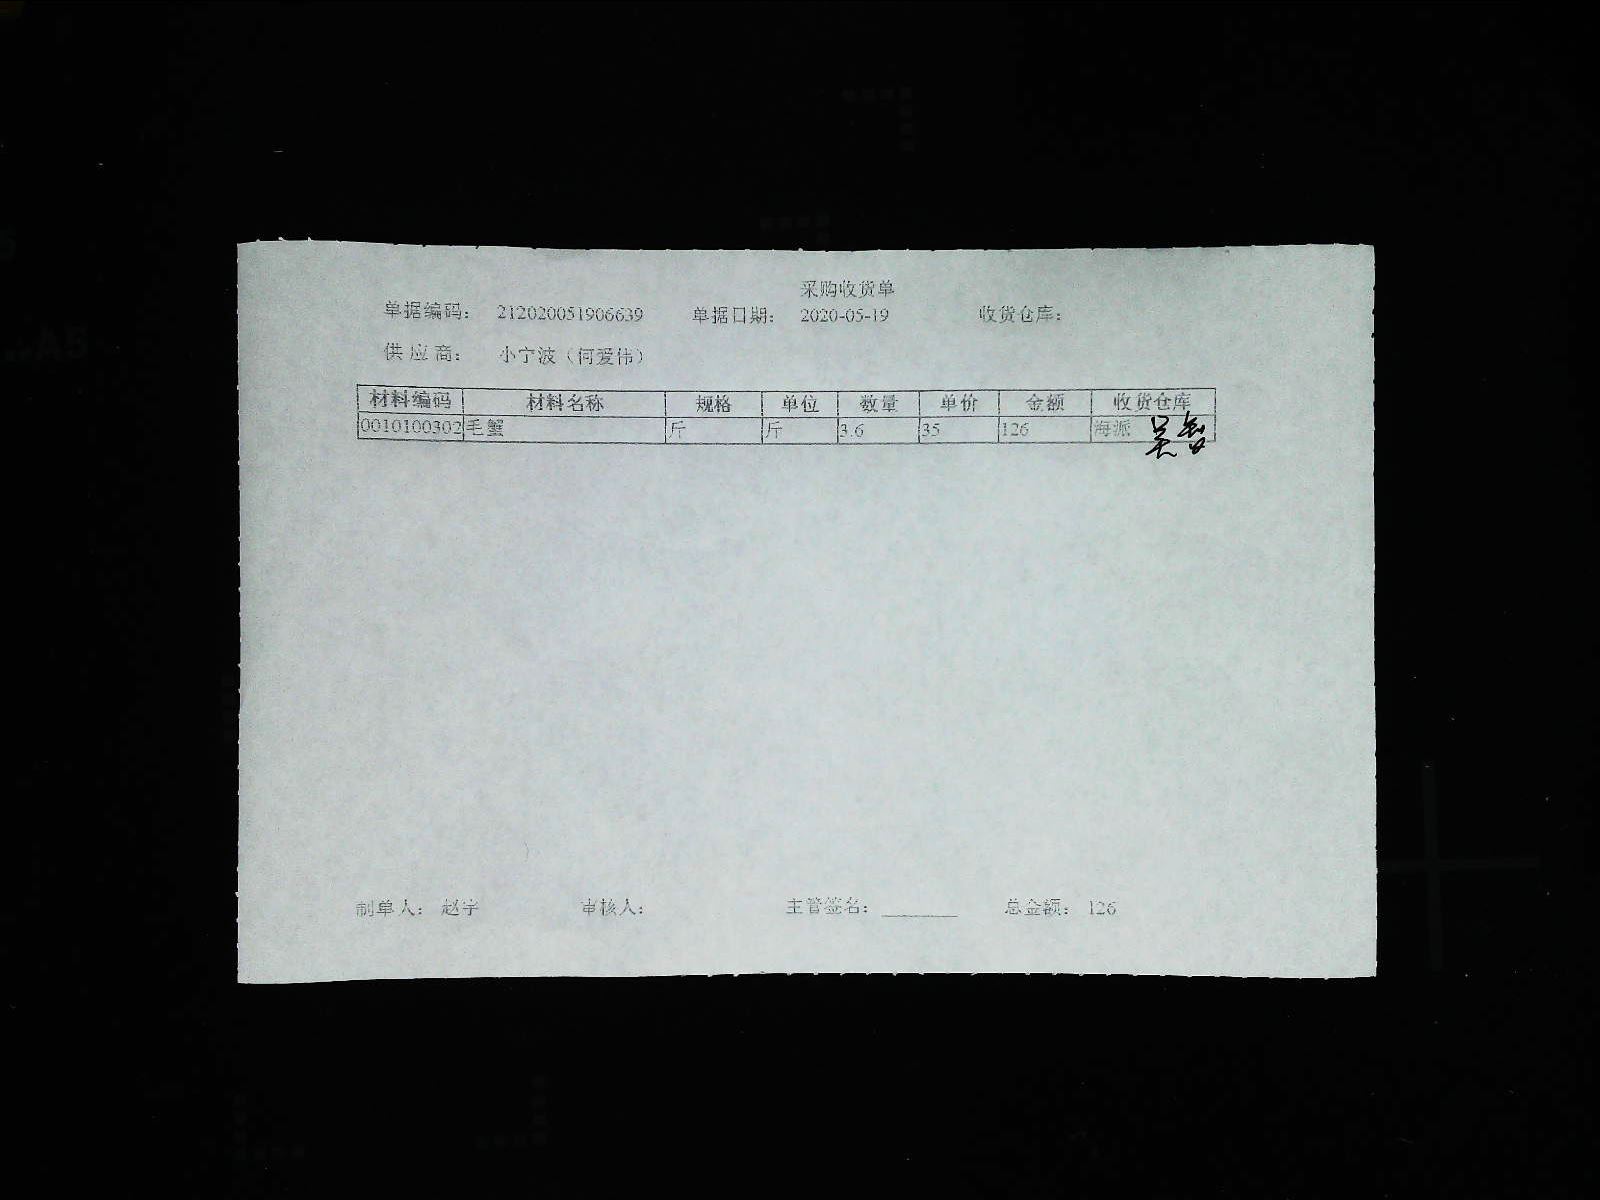 采购收货单
单据编码： 212020051906639 单据日期： 2020-05-19 收货仓库：
供 应 商： 小宁波（何爱伟）
材料编码 材料名称 规格 单位 数量 单价 金额 收货仓库
0010100302 毛蟹 斤 斤 3.6 35 126 海派
制单人： 赵宇 审核人： 主管签名： ________ 总金额： 126